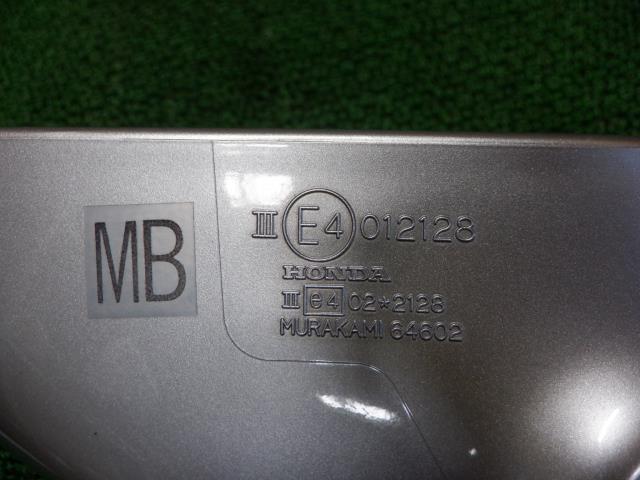 MB
III E4 012128
HONDA
III e4 02*2128
MURAKAMI 64602